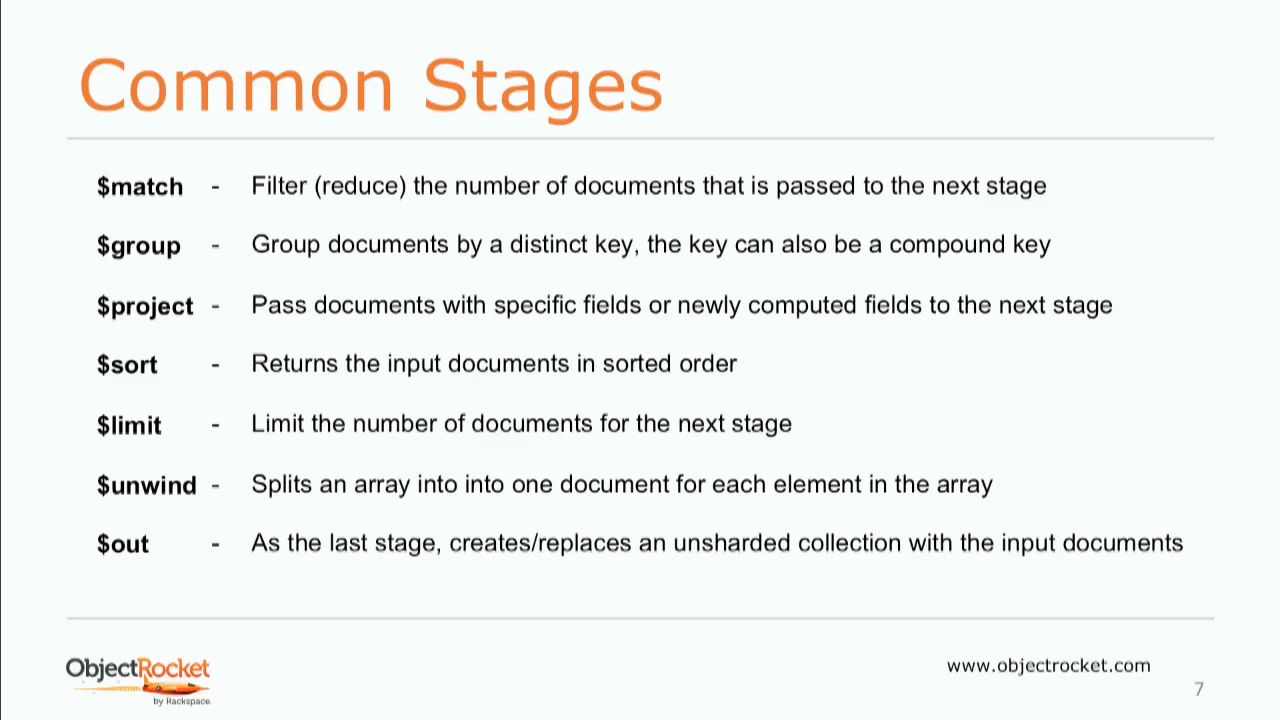 Common Stages
$match - Filter (reduce) the number of documents that is passed to the next stage
$group - Group documents by a distinct key, the key can also be a compound key
$project - Pass documents with specific fields or newly computed fields to the next stage
$sort - Returns the input documents in sorted order
$limit - Limit the number of documents for the next stage
$unwind - Splits an array into into one document for each element in the array
$out - As the last stage, creates/replaces an unsharded collection with the input documents
ObjectRocket
by Rackspace
www.objectrocket.com
7